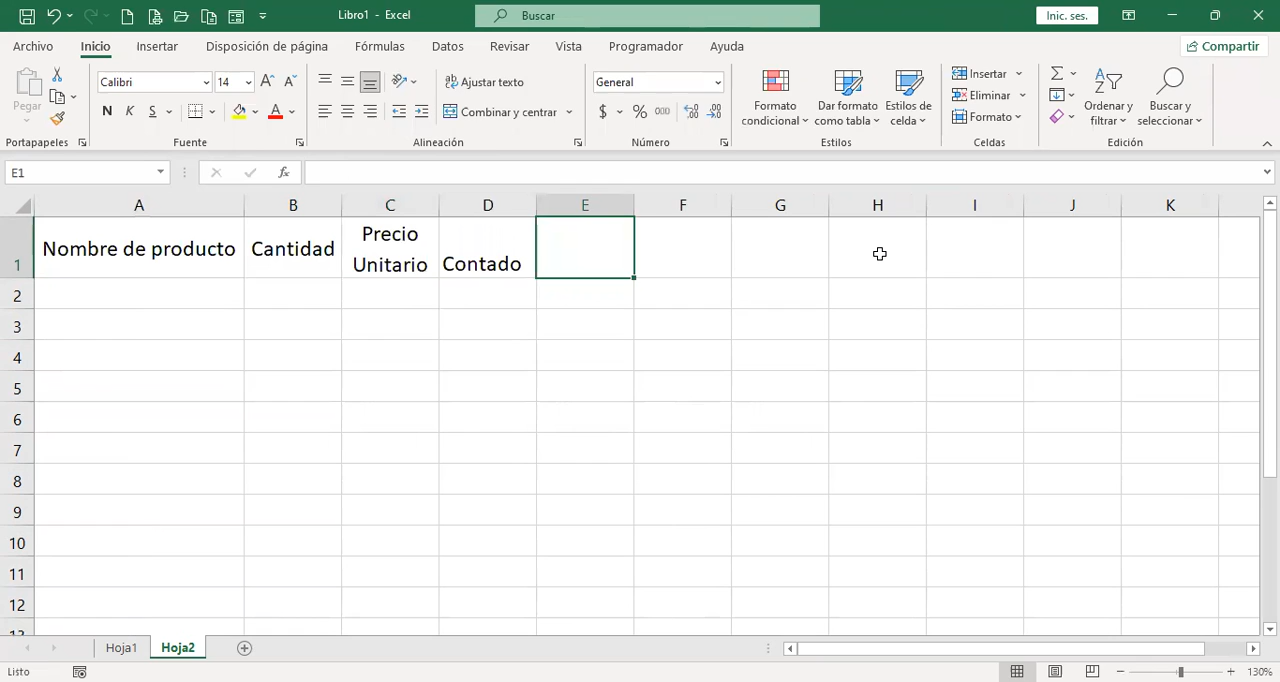 Libro1 - Excel
Buscar
Inic. ses.
Archivo
Inicio
Insertar
Disposición de página
Fórmulas
Datos
Revisar
Vista
Programador
Ayuda
Compartir
Pegar
Portapapeles
Calibri
14
N K S
A
Fuente
Ajustar texto
Combinar y centrar
Alineación
General
$ % 000
Número
Formato
condicional
Dar formato
como tabla
Estilos de
celda
Estilos
Insertar
Eliminar
Formato
Celdas
Ordenar y
filtrar
Buscar y
seleccionar
Edición
E1
fx
A B C D E F G H I J K
1
Nombre de producto
Cantidad
Precio
Unitario
Contado
2
3
4
5
6
7
8
9
10
11
12
13
Hoja1
Hoja2
Listo
130%